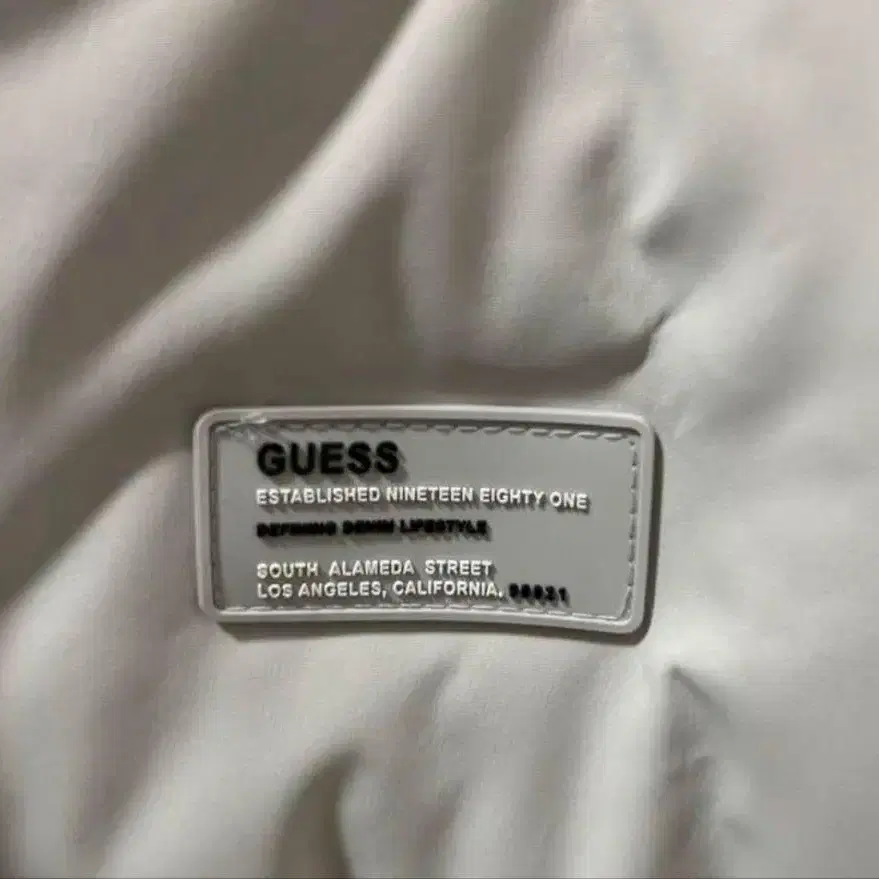 GUESS
ESTABLISHED NINETEEN EIGHTY ONE
DEFINING DENIM LIFESTYLE
SOUTH ALAMEDA STREET
LOS ANGELES, CALIFORNIA.